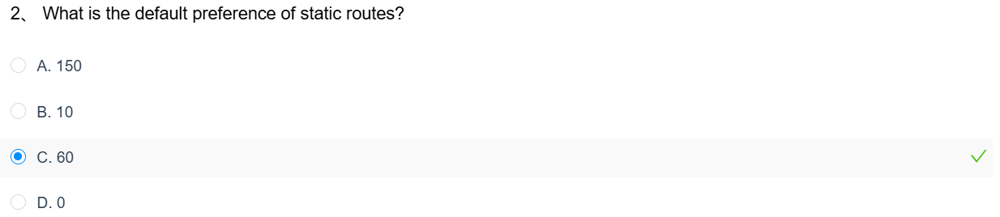 2、 What is the default preference of static routes?
A. 150
B. 10
C. 60
D. 0